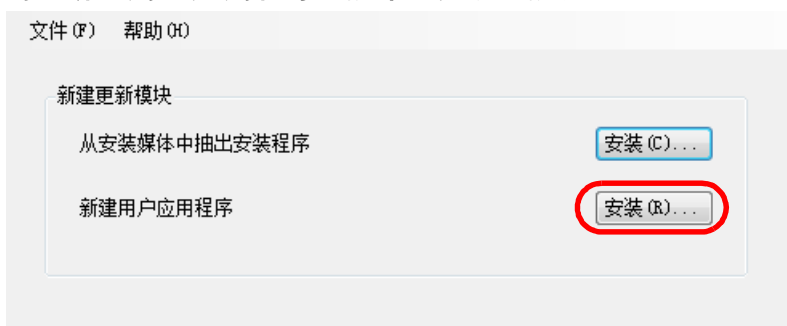 文件(F) 帮助(H)
新建更新模块
从安装媒体中抽出安装程序 安装(C)...
新建用户应用程序 安装(R)...